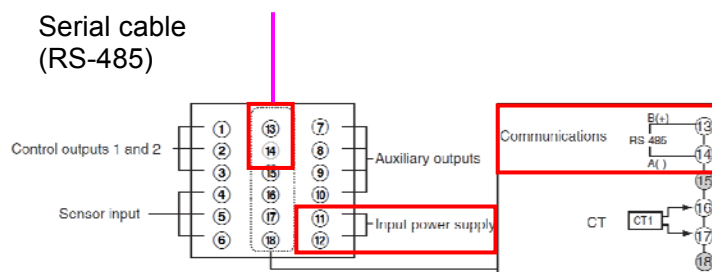 Serial cable
(RS-485)
Control outputs 1 and 2
Sensor input
1
2
3
4
5
6
13
14
15
16
17
18
7
8
9
10
11
12
Auxiliary outputs
Input power supply
Communications
B(+)
RS 485
A( )
CT
CT1
13
14
15
16
17
18